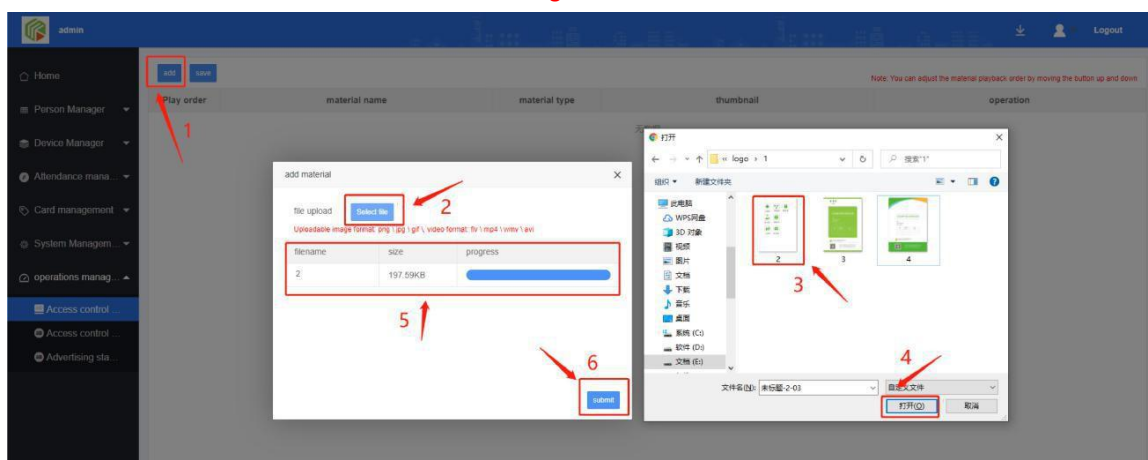 admin
Logout
Home
Person Manager
Device Manager
Attendance mana...
Card management
System Managem...
operations manag...
Access control ...
Access control ...
Advertising sta...
add save
Note: You can adjust the material playback order by moving the button up and down
Play order material name material type thumbnail operation
1
add material
file upload Select file
2
Uploadable image format: png \ jpg \ gif \, video format: flv \ mp4 \ wmv \ avi
filename size progress
2 197.59KB
5
6
submit
打开
« logo › 1
搜索"1"
组织 新建文件夹
此电脑
WPS网盘
3D 对象
视频
图片
文档
下载
音乐
桌面
系统 (C:)
软件 (D:)
文档 (E:)
2 3 4
3
4
文件名(N): 未标题-2-03
自定义文件
打开(O) 取消